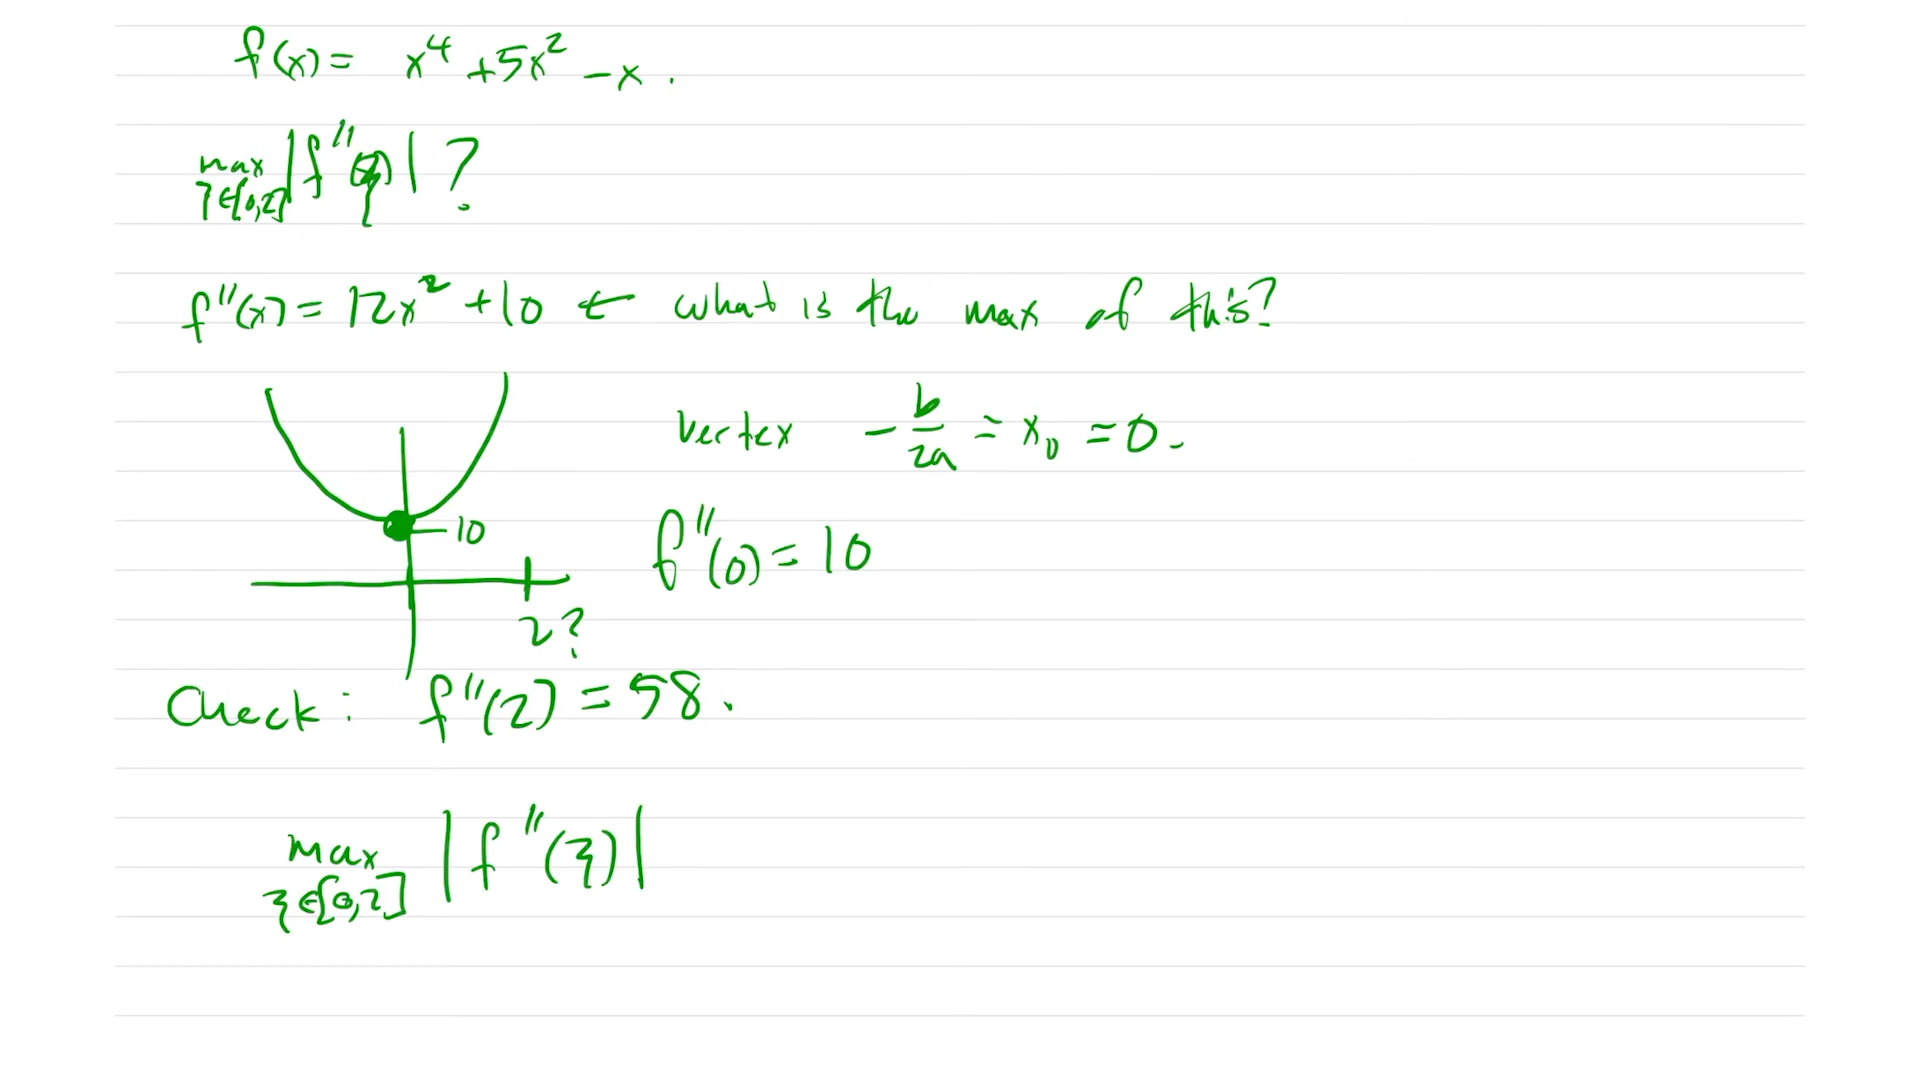 f(x) = x⁴ + 5x² - x .
max ξ∈[0,2] |f''(ξ)| ?
f''(x) = 12x² + 10 ← what is the max of this?
vertex - b/2a = x₀ = 0.
10
f''(0) = 10
2?
Check : f''(2) = 58.
max ξ∈[0,2] |f''(ξ)|